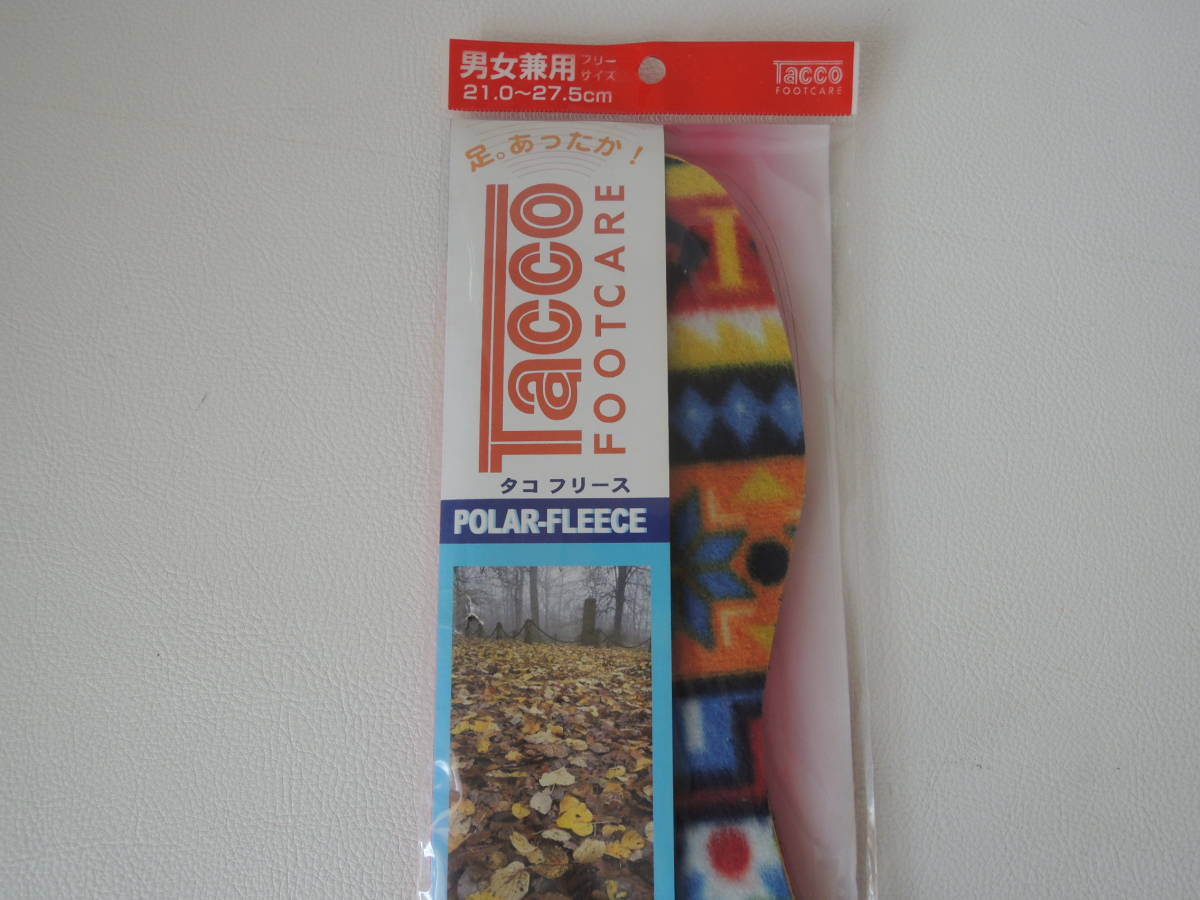 男女兼用 フリーサイズ
21.0～27.5cm
Tacco
FOOTCARE
足。あったか！
Tacco
FOOTCARE
タコ フリース
POLAR-FLEECE